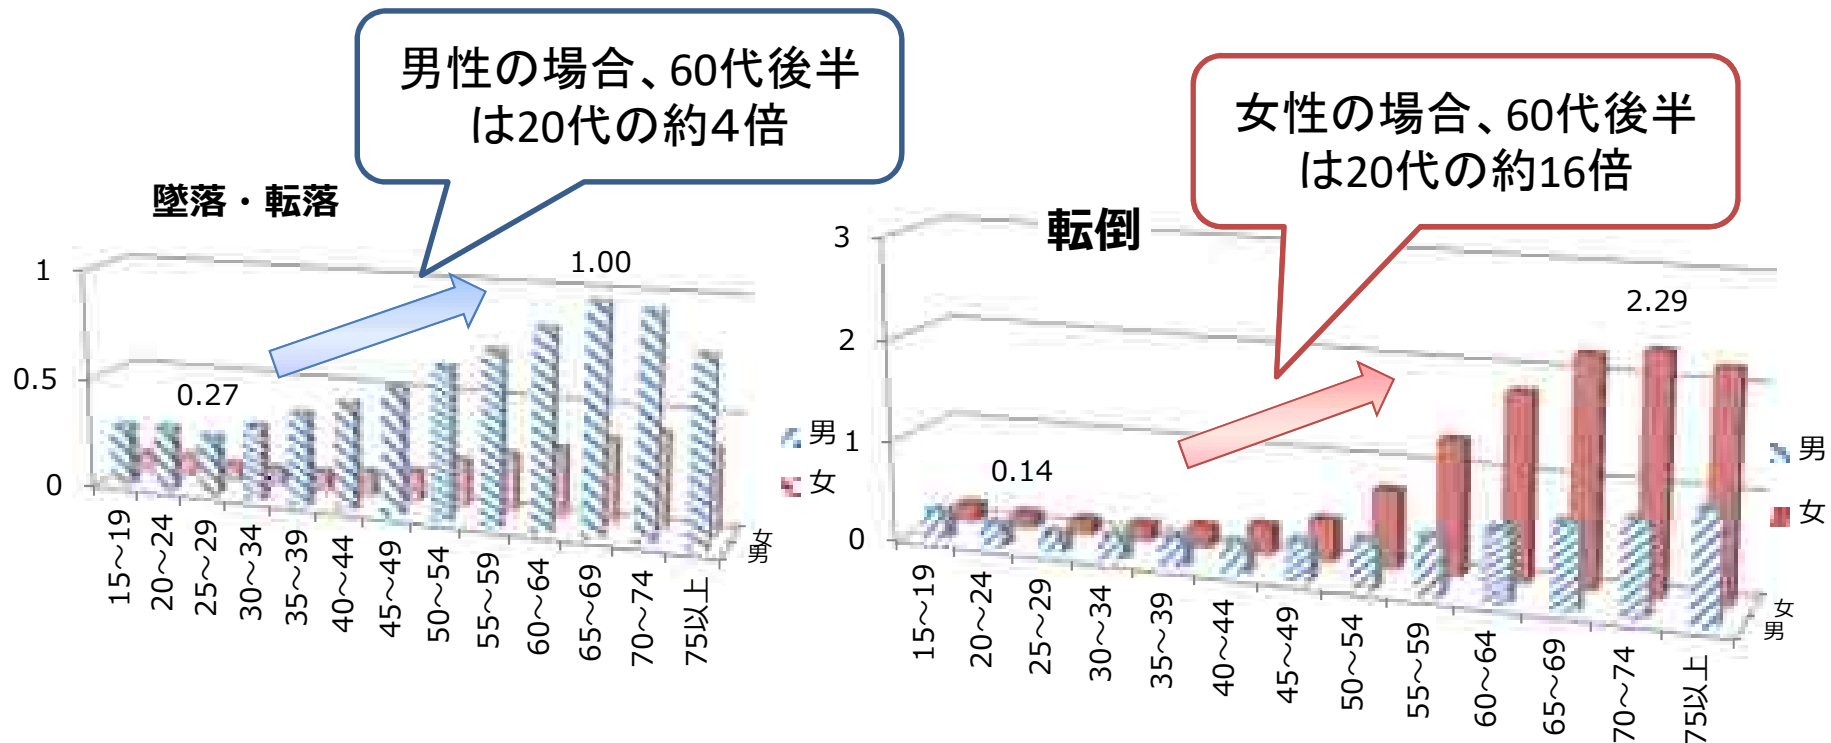 男性の場合、60代後半
は20代の約４倍
墜落・転落
1
0.5
0
0.27
1.00
15～19
20～24
25～29
30～34
35～39
40～44
45～49
50～54
55～59
60～64
65～69
70～74
75以上
女
男
男
女
女性の場合、60代後半
は20代の約16倍
転倒
3
2
1
0
0.14
2.29
15～19
20～24
25～29
30～34
35～39
40～44
45～49
50～54
55～59
60～64
65～69
70～74
75以上
女
男
男
女